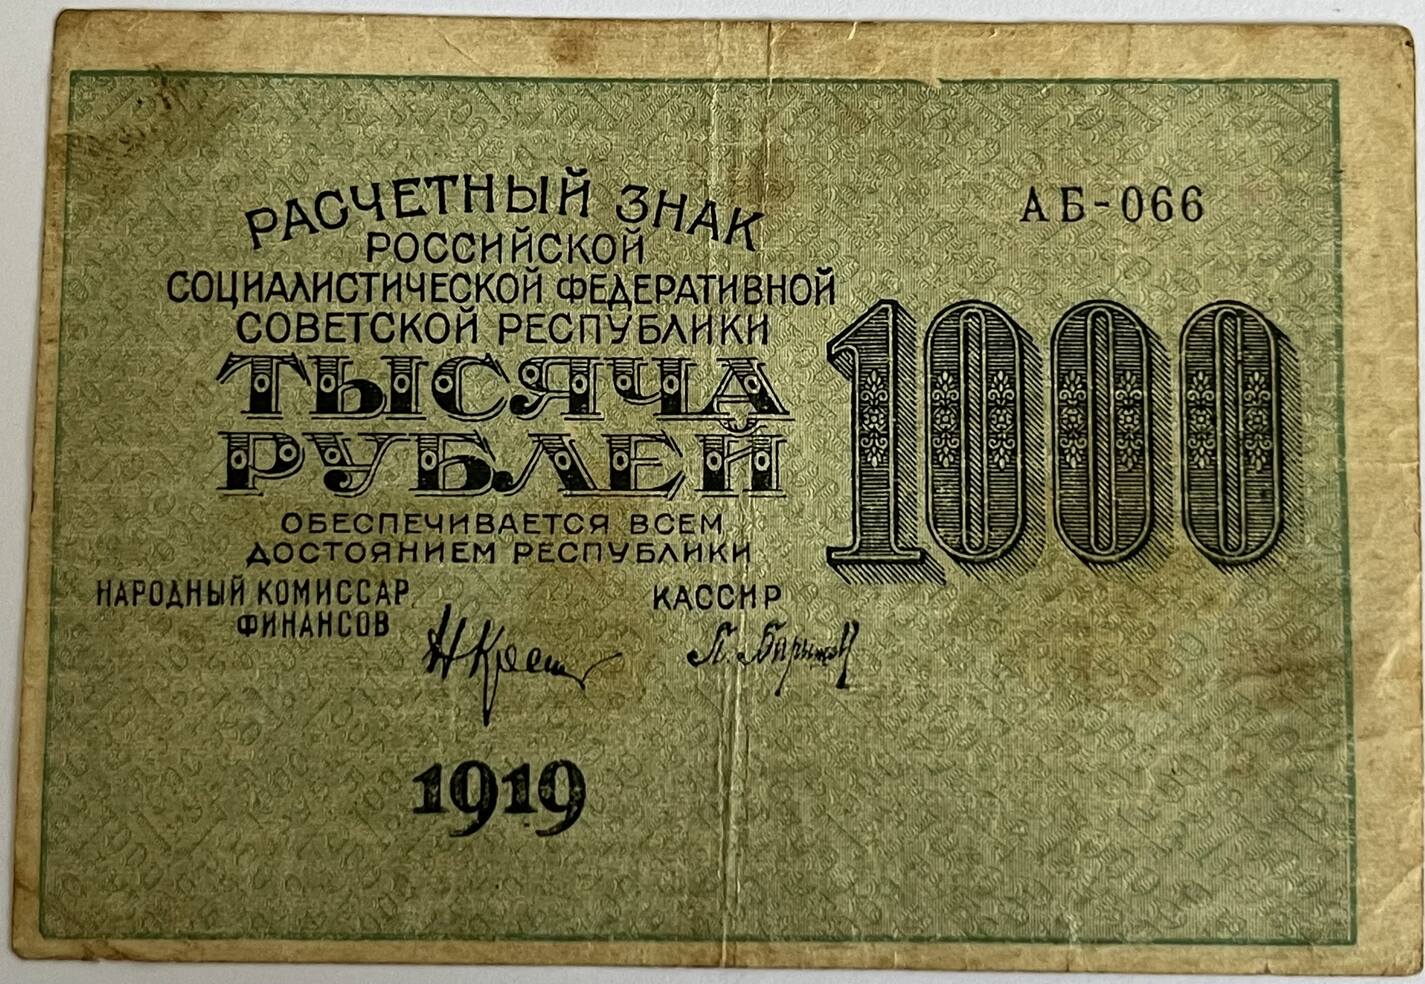 РАСЧЕТНЫЙ ЗНАК
РОССИЙСКОЙ
СОЦИАЛИСТИЧЕСКОЙ ФЕДЕРАТИВНОЙ
СОВЕТСКОЙ РЕСПУБЛИКИ
ТЫСЯЧА
РУБЛЕЙ
ОБЕСПЕЧИВАЕТСЯ ВСЕМ
ДОСТОЯНИЕМ РЕСПУБЛИКИ
НАРОДНЫЙ КОМИССАР
ФИНАНСОВ
КАССИР
1919
АБ-066
1000